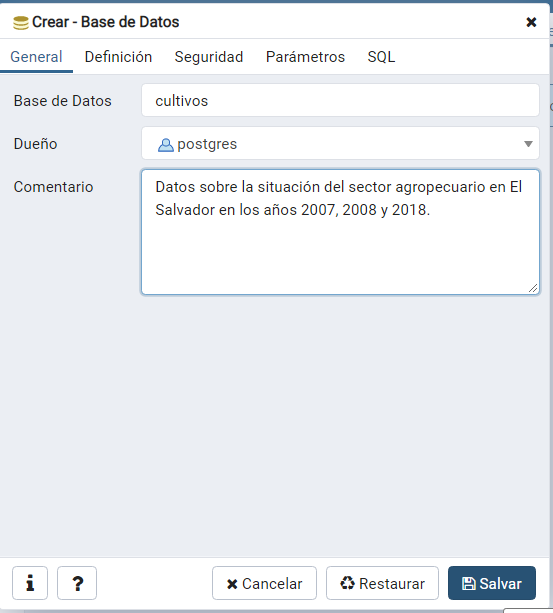 Crear - Base de Datos
General Definición Seguridad Parámetros SQL
Base de Datos cultivos
Dueño postgres
Comentario Datos sobre la situación del sector agropecuario en El
Salvador en los años 2007, 2008 y 2018.
i ? Cancelar Restaurar Salvar